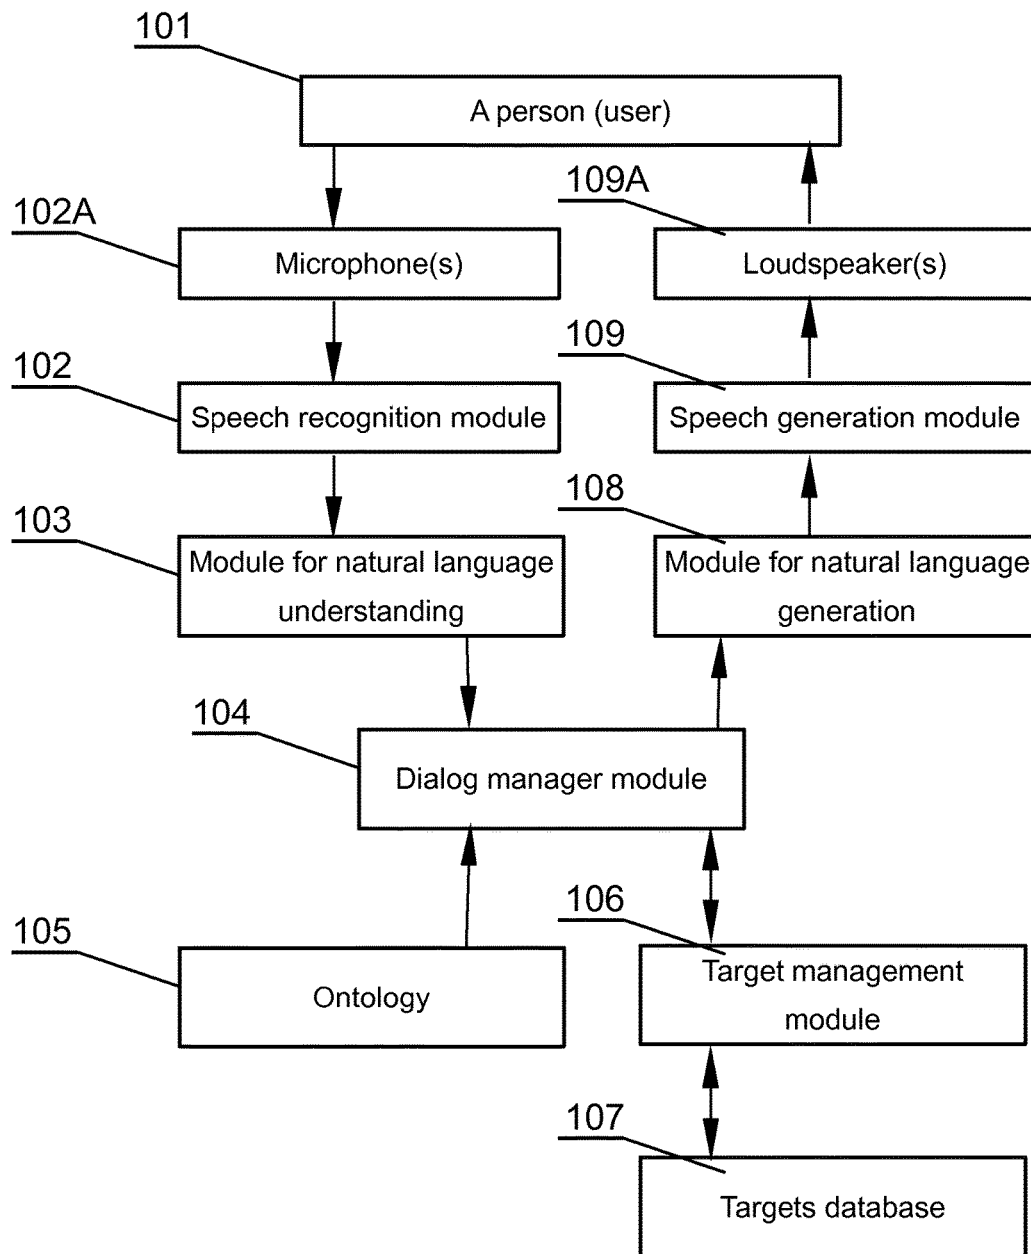 101
A person (user)
102A
Microphone(s)
109A
Loudspeaker(s)
102
Speech recognition module
109
Speech generation module
103
Module for natural language
understanding
108
Module for natural language
generation
104
Dialog manager module
105
Ontology
106
Target management
module
107
Targets database